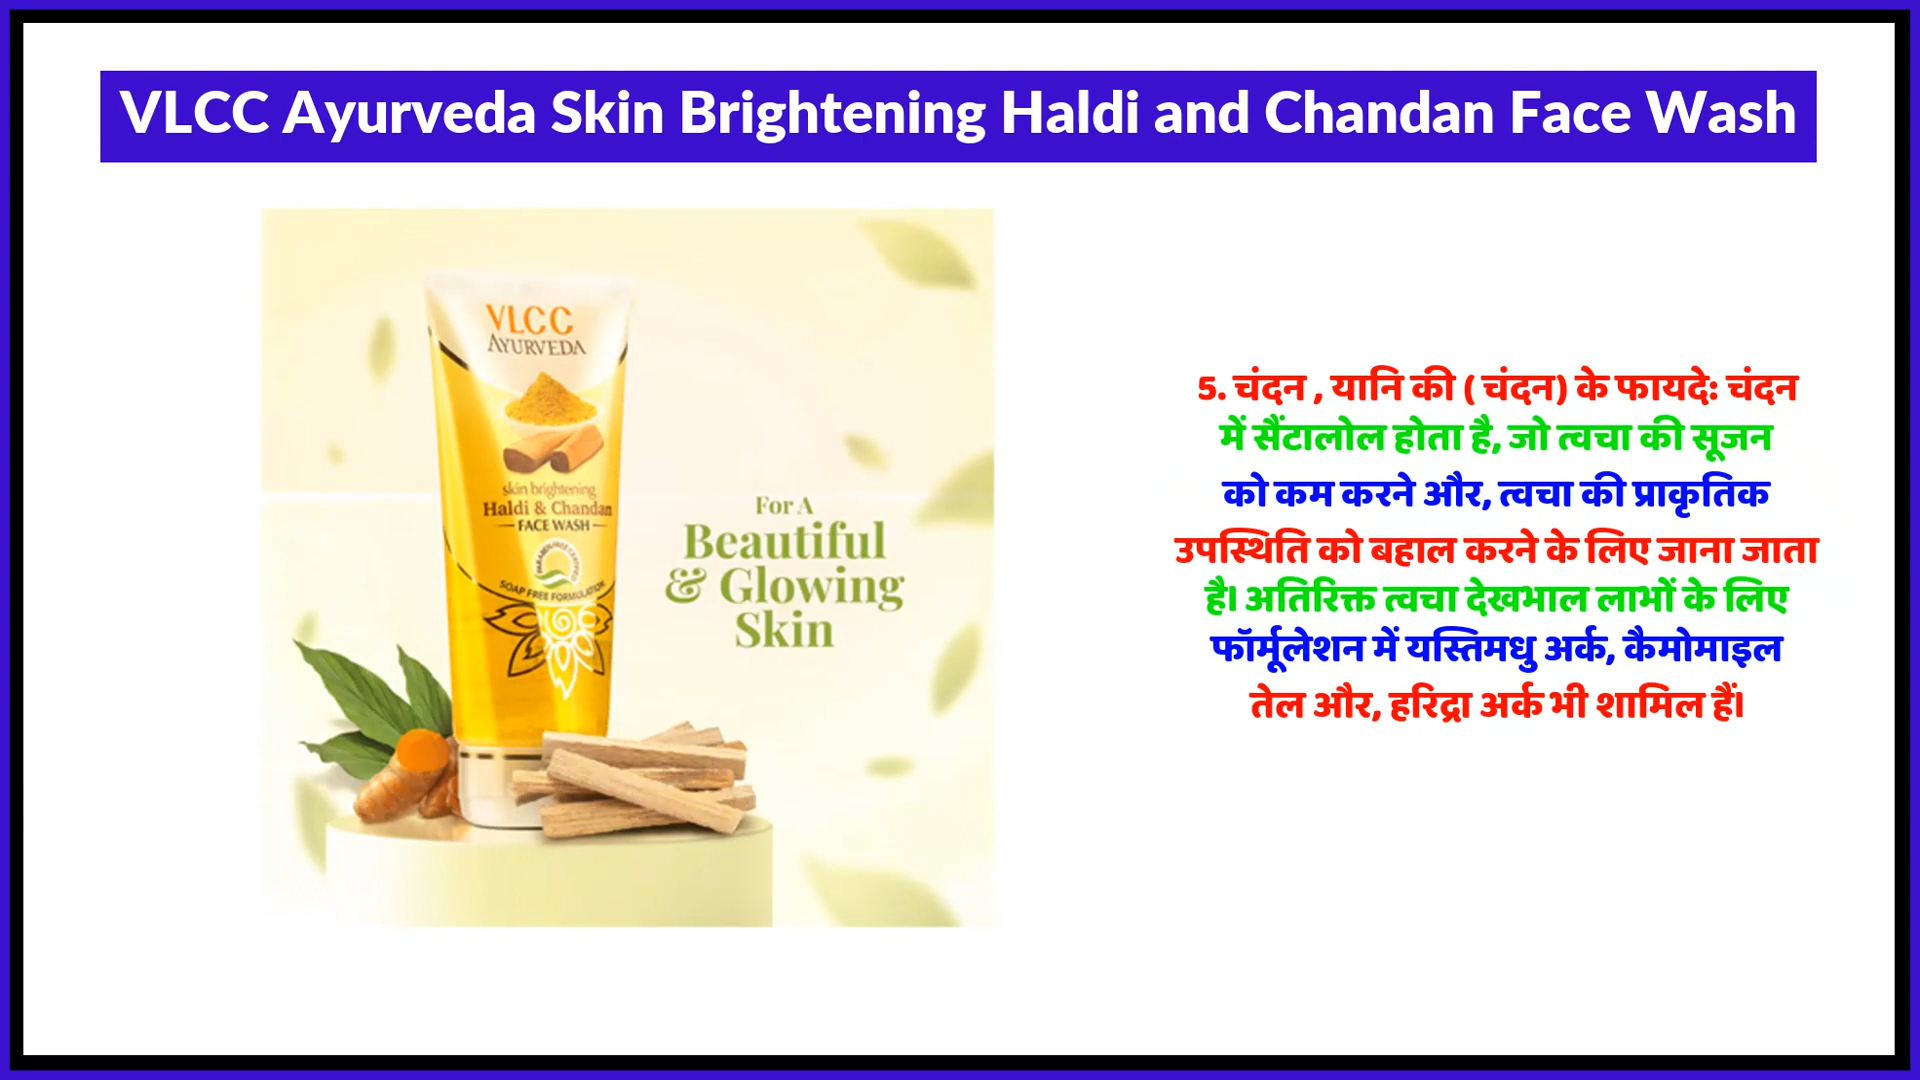 VLCC Ayurveda Skin Brightening Haldi and Chandan Face Wash
VLCC
AYURVEDA
skin brightening
Haldi & Chandan
FACE WASH
SOAP FREE FORMULATION
For A
Beautiful
& Glowing
Skin
5. चंदन , यानि की ( चंदन) के फायदे: चंदन
में सैंटालोल होता है, जो त्वचा की सूजन
को कम करने और, त्वचा की प्राकृतिक
उपस्थिति को बहाल करने के लिए जाना जाता
है। अतिरिक्त त्वचा देखभाल लाभों के लिए
फॉर्मूलेशन में यस्तिमधु अर्क, कैमोमाइल
तेल और, हरिद्रा अर्क भी शामिल हैं।